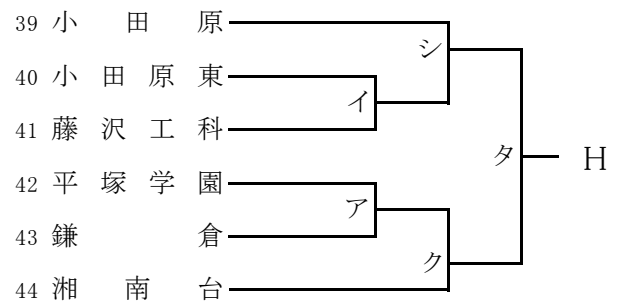 39 小田原
シ
40 小田原東
イ
41 藤沢工科
タ H
42 平塚学園
ア
43 鎌倉
ク
44 湘南台